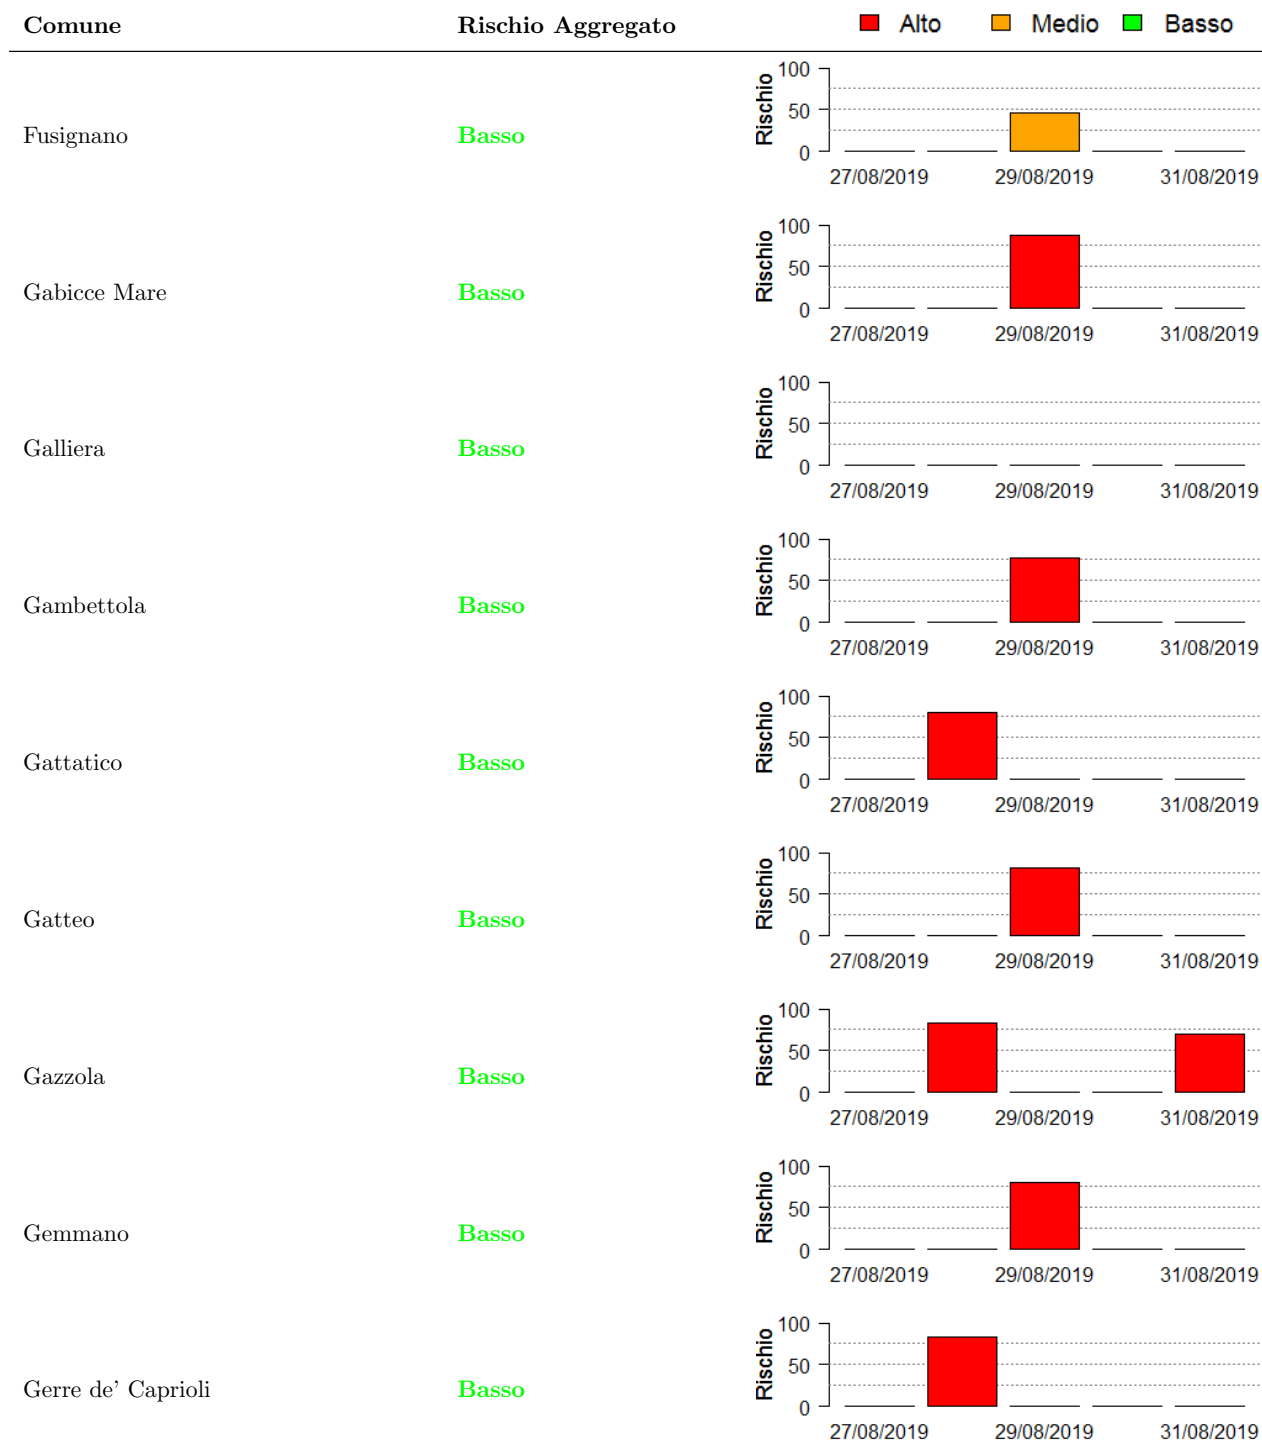 Comune Rischio Aggregato Alto Medio Basso
Fusignano Basso Rischio 100 50 0
27/08/2019 29/08/2019 31/08/2019
Gabicce Mare Basso Rischio 100 50 0
27/08/2019 29/08/2019 31/08/2019
Galliera Basso Rischio 100 50 0
27/08/2019 29/08/2019 31/08/2019
Gambettola Basso Rischio 100 50 0
27/08/2019 29/08/2019 31/08/2019
Gattatico Basso Rischio 100 50 0
27/08/2019 29/08/2019 31/08/2019
Gatteo Basso Rischio 100 50 0
27/08/2019 29/08/2019 31/08/2019
Gazzola Basso Rischio 100 50 0
27/08/2019 29/08/2019 31/08/2019
Gemmano Basso Rischio 100 50 0
27/08/2019 29/08/2019 31/08/2019
Gerre de' Caprioli Basso Rischio 100 50 0
27/08/2019 29/08/2019 31/08/2019